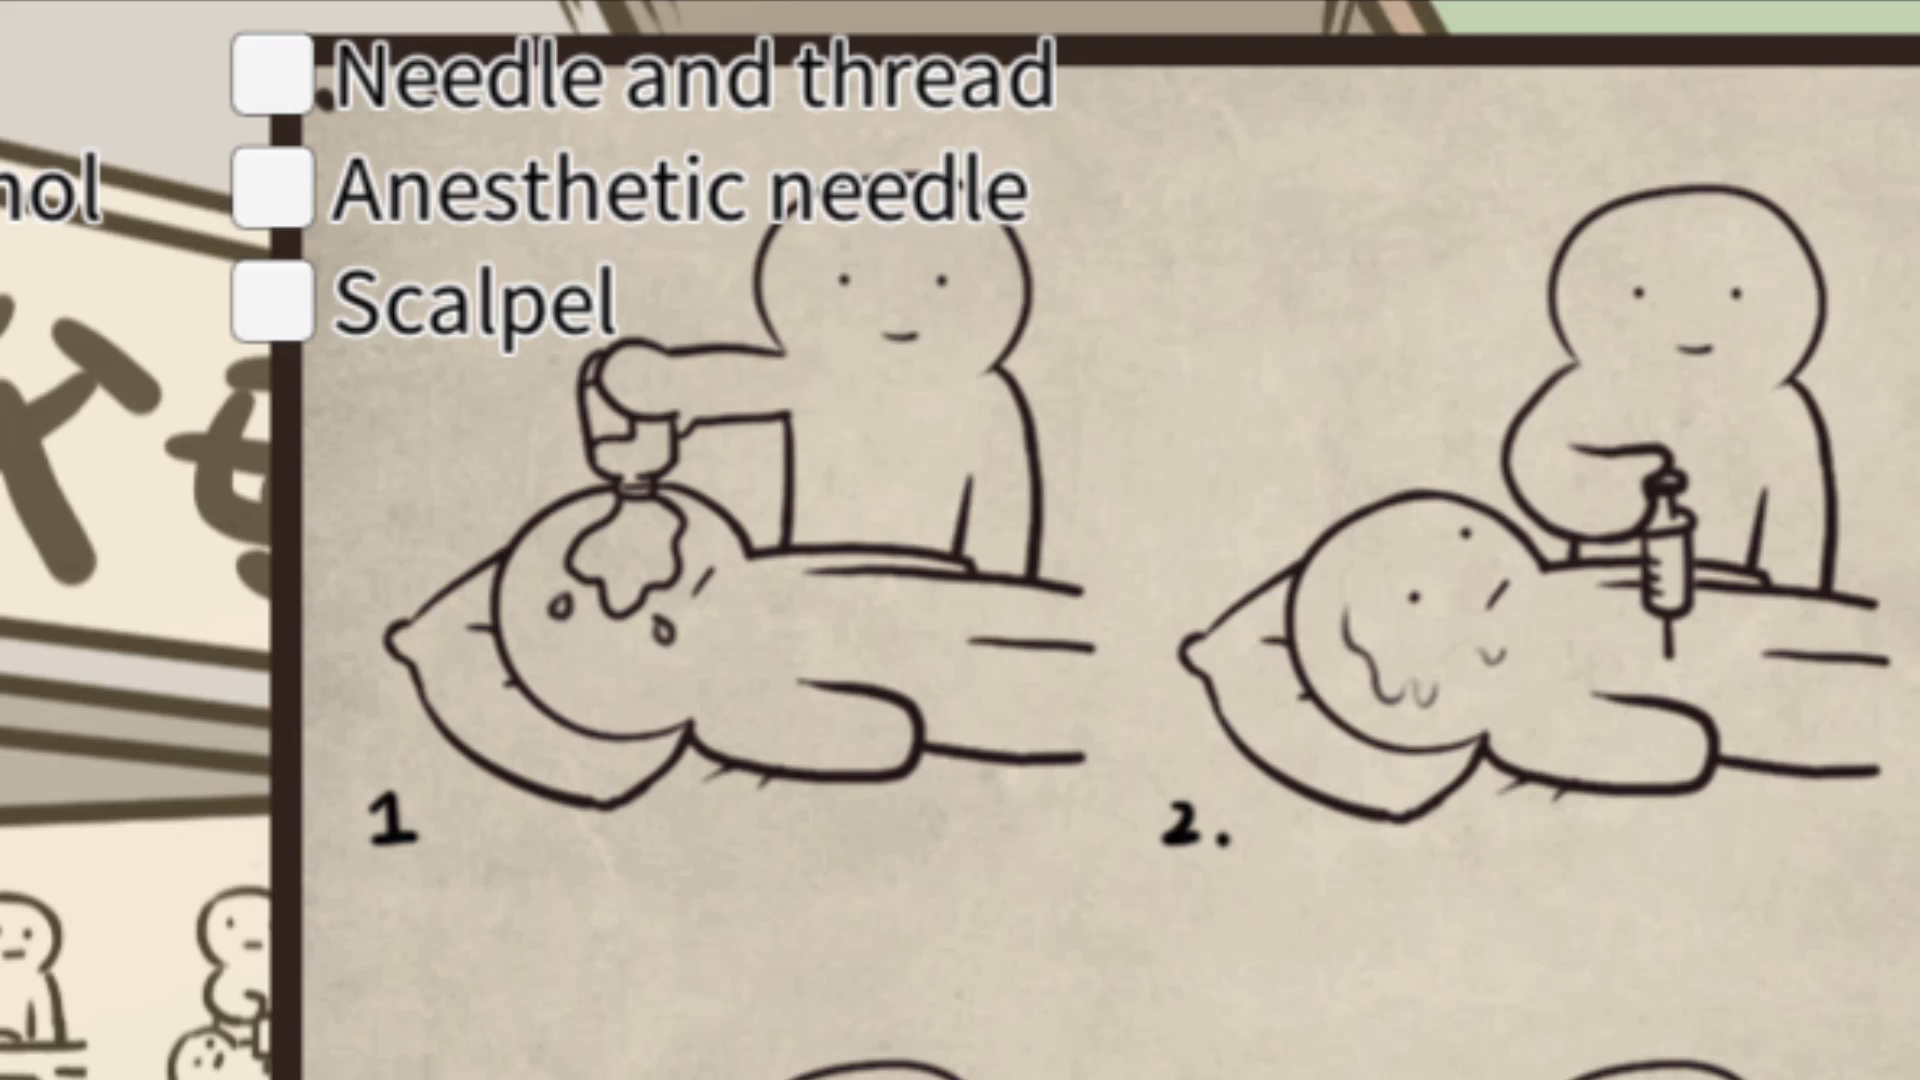 Needle and thread
Anesthetic needle
Scalpel
1
2.